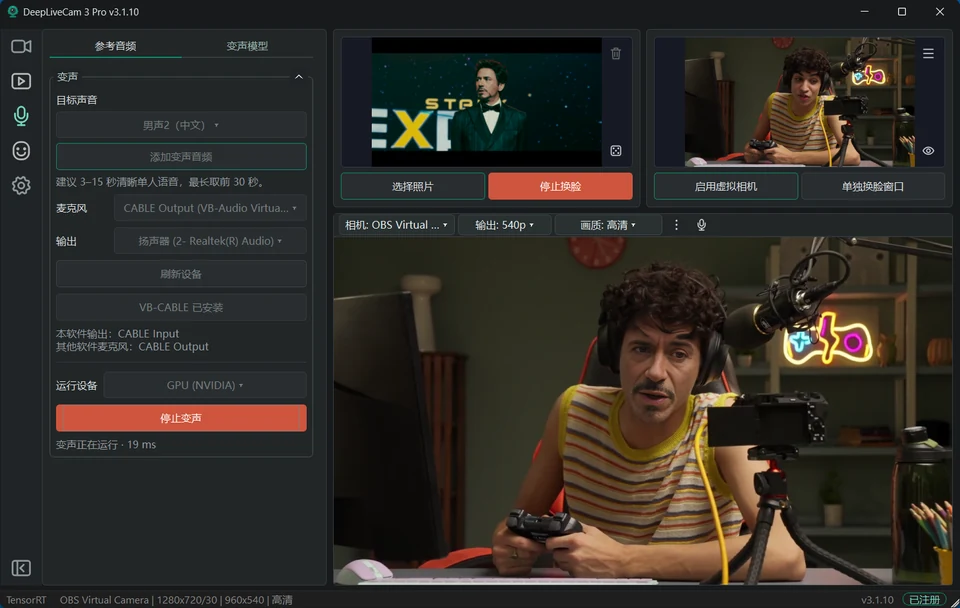 DeepLiveCam 3 Pro v3.1.10
参考音频
变声模型
变声
目标声音
男声2（中文）
添加变声音频
建议 3–15 秒清晰单人语音，最长取前 30 秒。
麦克风
CABLE Output (VB-Audio Virtua...
输出
扬声器 (2- Realtek(R) Audio)
刷新设备
VB-CABLE 已安装
本软件输出：CABLE Input
其他软件麦克风：CABLE Output
运行设备
GPU (NVIDIA)
停止变声
变声正在运行 · 19 ms
选择照片
停止换脸
启用虚拟相机
单独换脸窗口
相机: OBS Virtual ...
输出: 540p
画质: 高清
TensorRT
OBS Virtual Camera | 1280x720/30 | 960x540 | 高清
v3.1.10
已注册